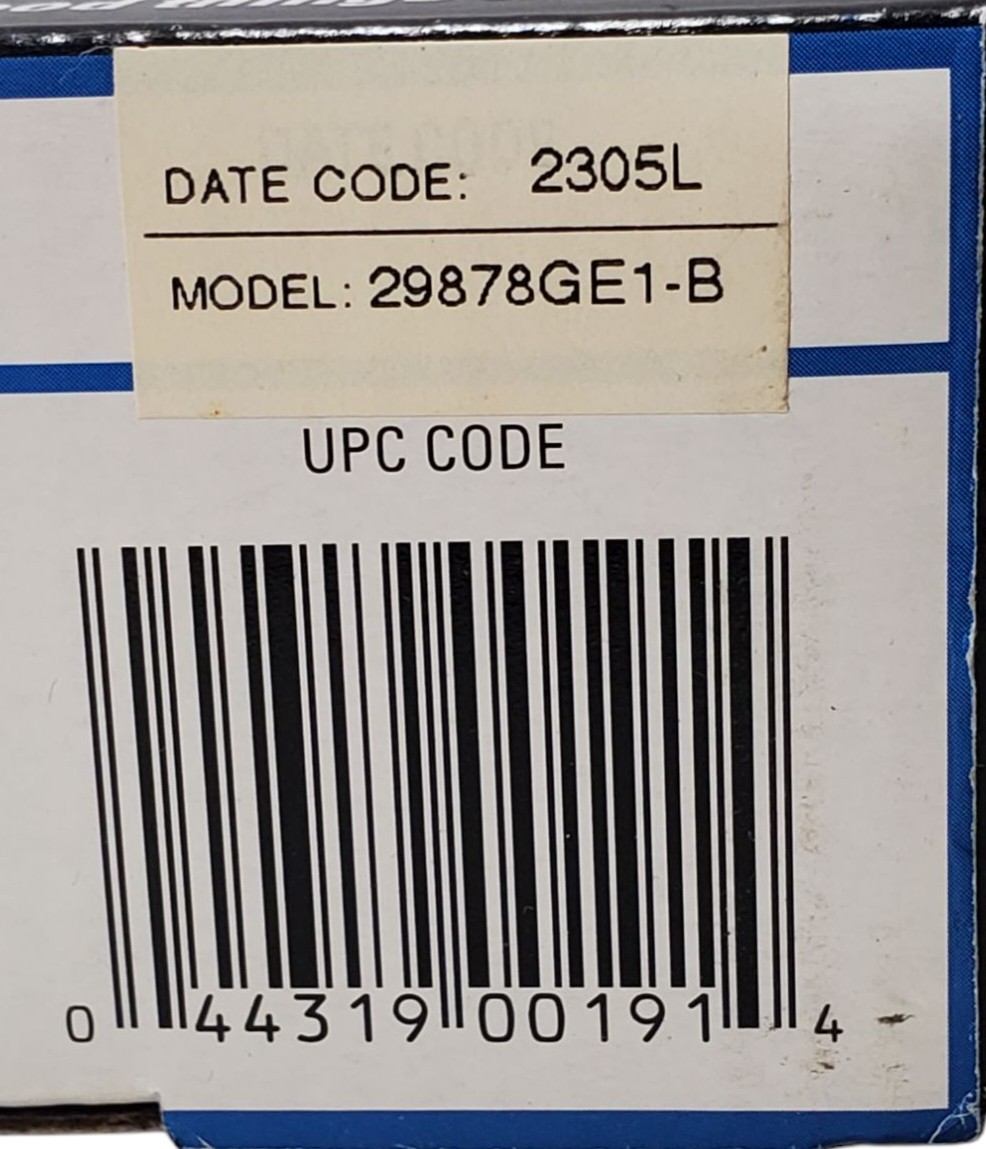 DATE CODE: 2305L
MODEL: 29878GE1-B
UPC CODE
0 44319 00191 4